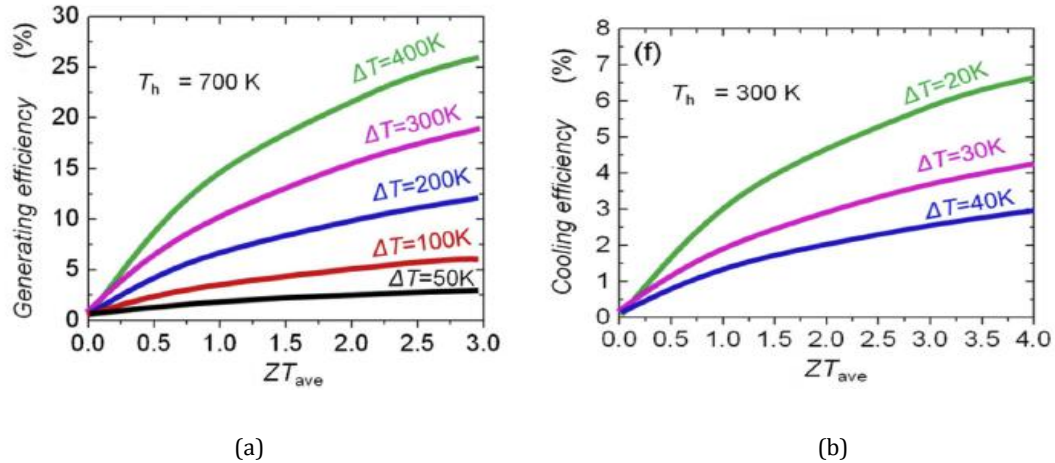 30
25
20
15
10
5
0
Generating efficiency (%)
T_h = 700 K
ΔT=400K
ΔT=300K
ΔT=200K
ΔT=100K
ΔT=50K
0.0 0.5 1.0 1.5 2.0 2.5 3.0
ZT_ave
(a)
8
7
6
5
4
3
2
1
0
Cooling efficiency (%)
(f)
T_h = 300 K
ΔT=20K
ΔT=30K
ΔT=40K
0.0 0.5 1.0 1.5 2.0 2.5 3.0 3.5 4.0
ZT_ave
(b)